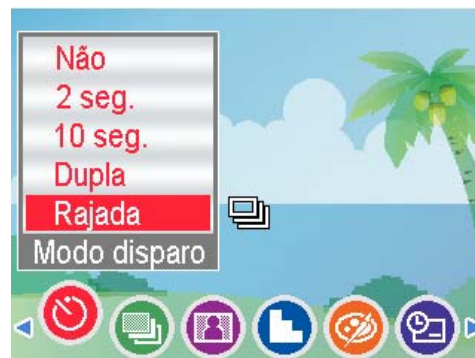 Não
2 seg.
10 seg.
Dupla
Rajada
Modo disparo